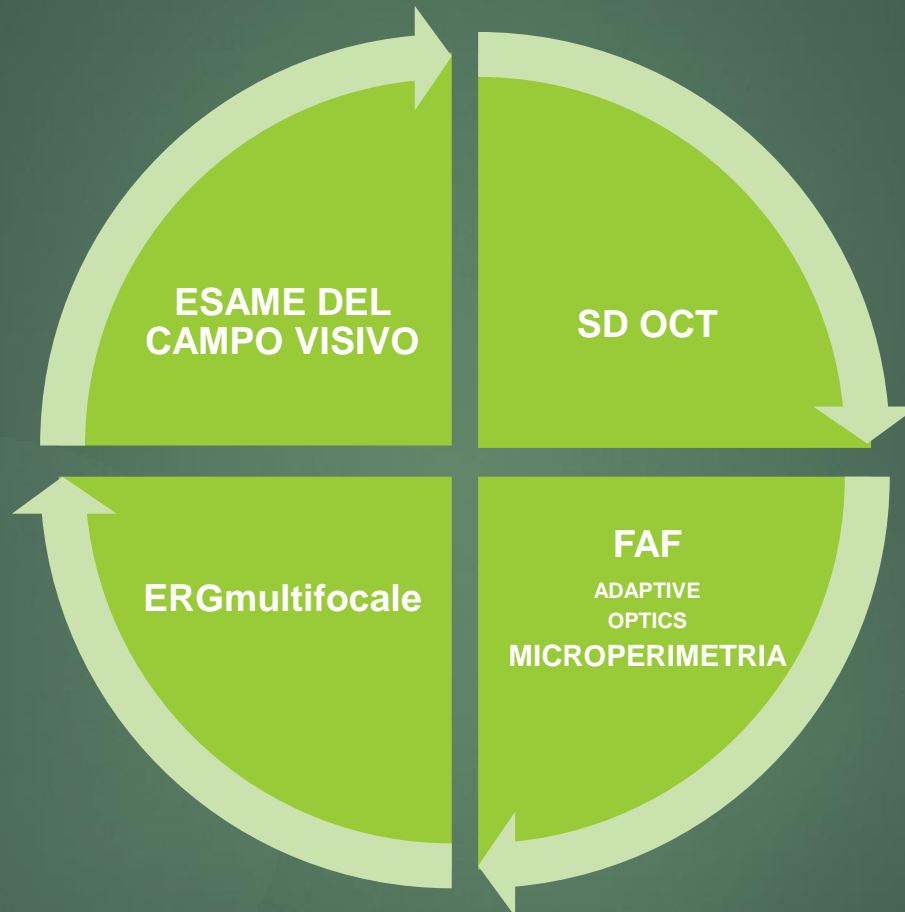 ESAME DEL
CAMPO VISIVO
SD OCT
ERGmultifocale
FAF
ADAPTIVE
OPTICS
MICROPERIMETRIA